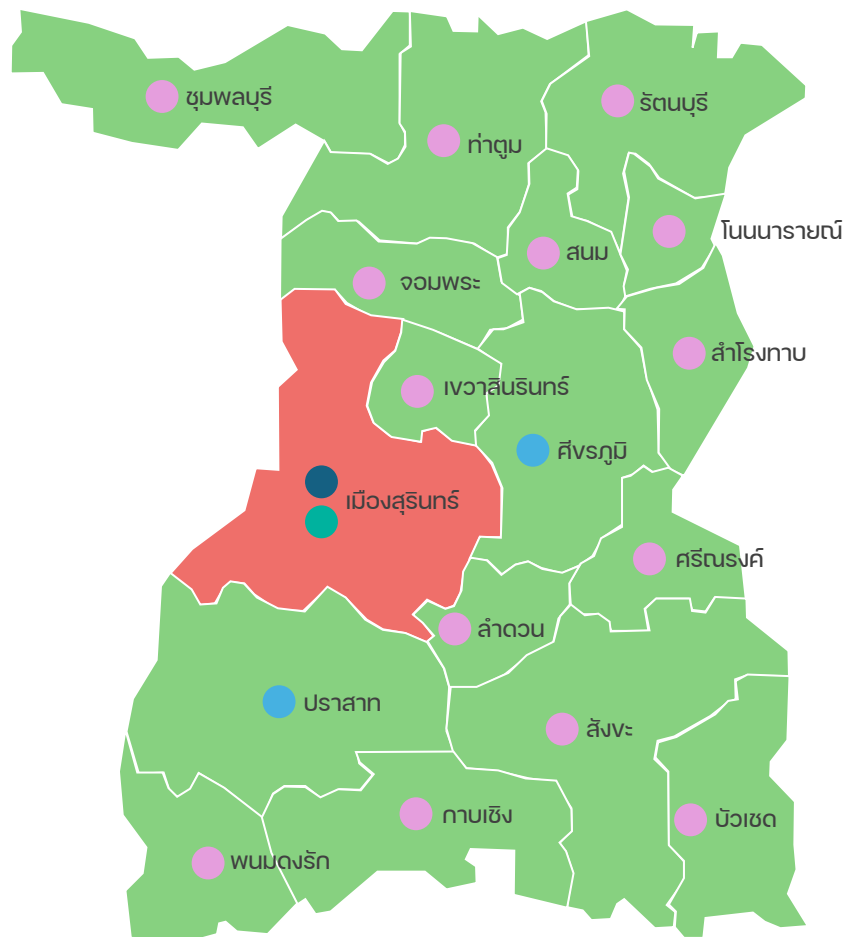 ชุมพลบุรี
รัตนบุรี
ท่าตูม
โนนนารายณ์
สนม
จอมพระ
สำโรงทาบ
เขวาสินรินทร์
ศีขรภูมิ
เมืองสุรินทร์
ศรีณรงค์
ลำดวน
ปราสาท
สังขะ
กาบเชิง
บัวเชด
พนมดงรัก